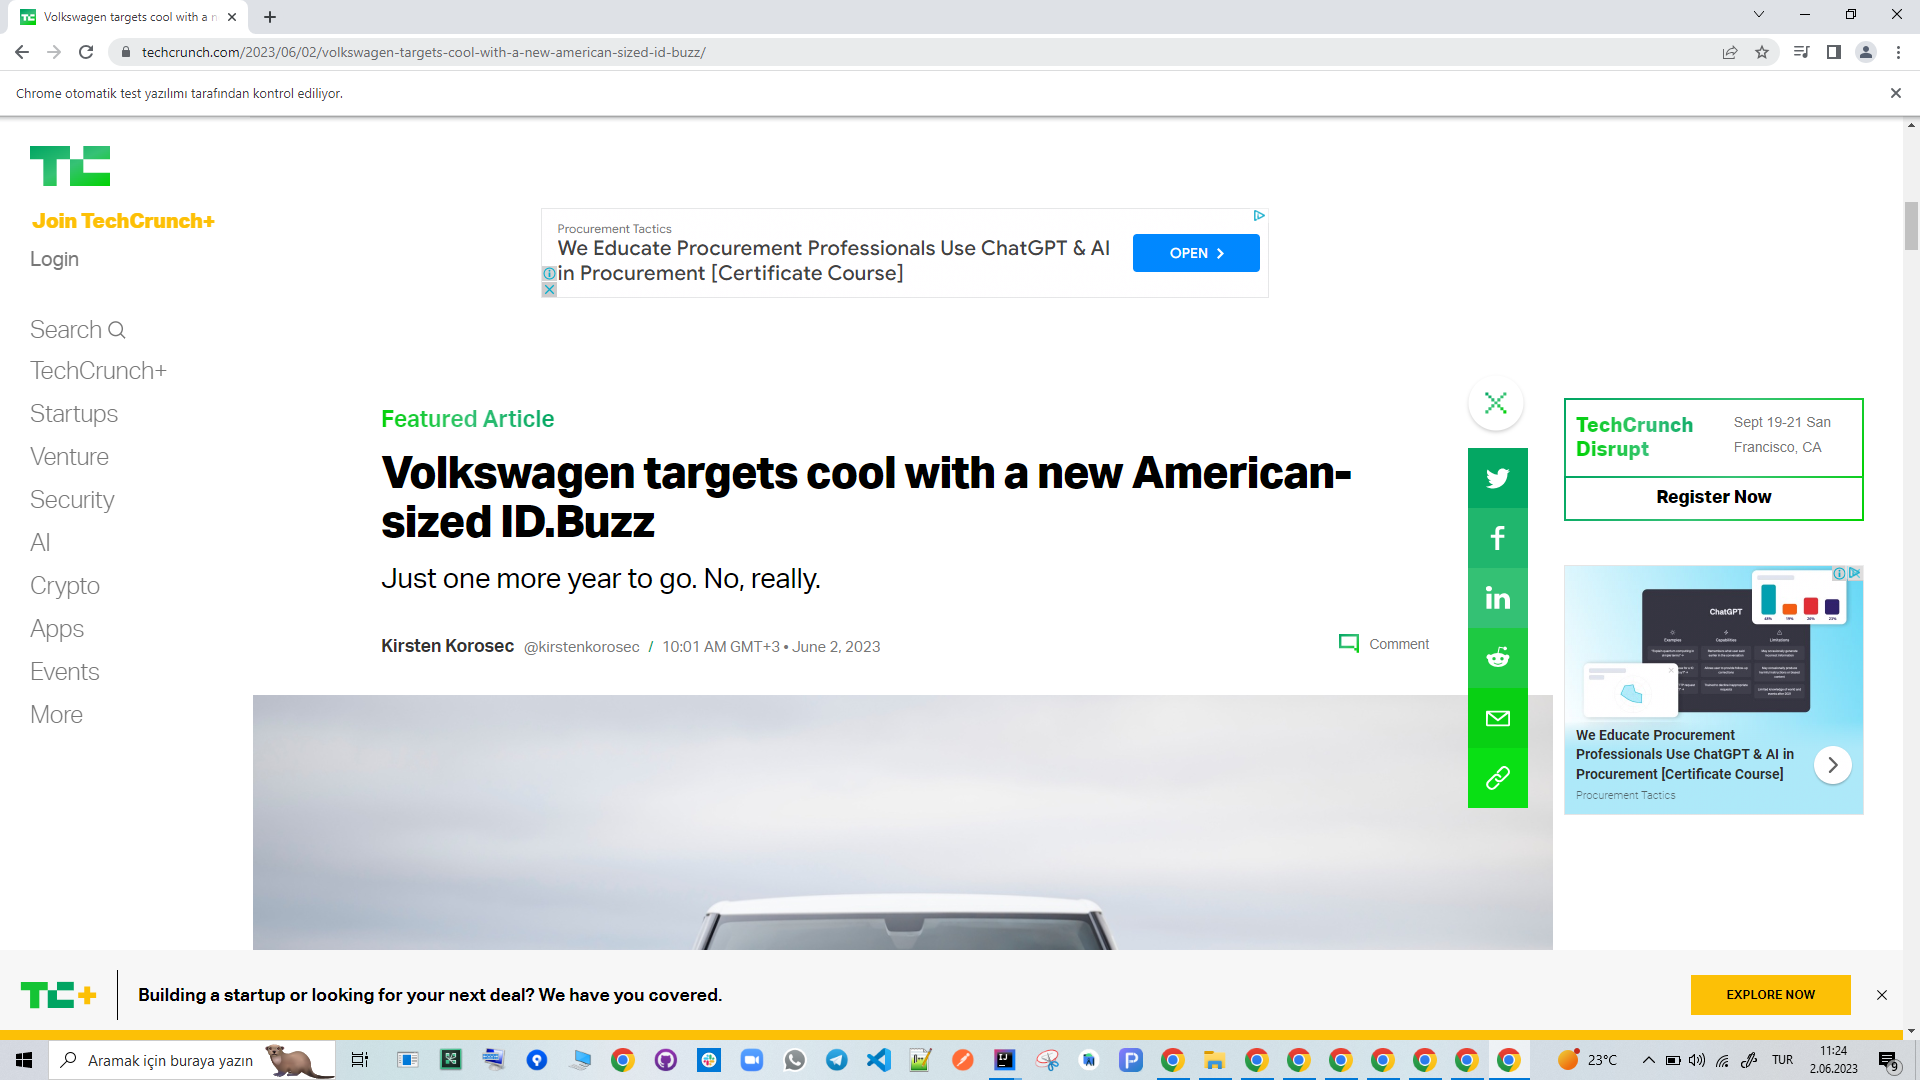 Volkswagen targets cool with a n
techcrunch.com/2023/06/02/volkswagen-targets-cool-with-a-new-american-sized-id-buzz/
Chrome otomatik test yazılımı tarafından kontrol ediliyor.
TC
Join TechCrunch+
Login
Search
TechCrunch+
Startups
Venture
Security
AI
Crypto
Apps
Events
More
Procurement Tactics
We Educate Procurement Professionals Use ChatGPT & AI
in Procurement [Certificate Course]
OPEN
Featured Article
Volkswagen targets cool with a new American-
sized ID.Buzz
Just one more year to go. No, really.
Kirsten Korosec @kirstenkorosec / 10:01 AM GMT+3 • June 2, 2023
Comment
TechCrunch
Disrupt
Sept 19-21 San
Francisco, CA
Register Now
ChatGPT
Examples
Capabilities
Limitations
We Educate Procurement
Professionals Use ChatGPT & AI in
Procurement [Certificate Course]
Procurement Tactics
TC+
Building a startup or looking for your next deal? We have you covered.
EXPLORE NOW
Aramak için buraya yazın
23°C
TUR
11:24
2.06.2023
9